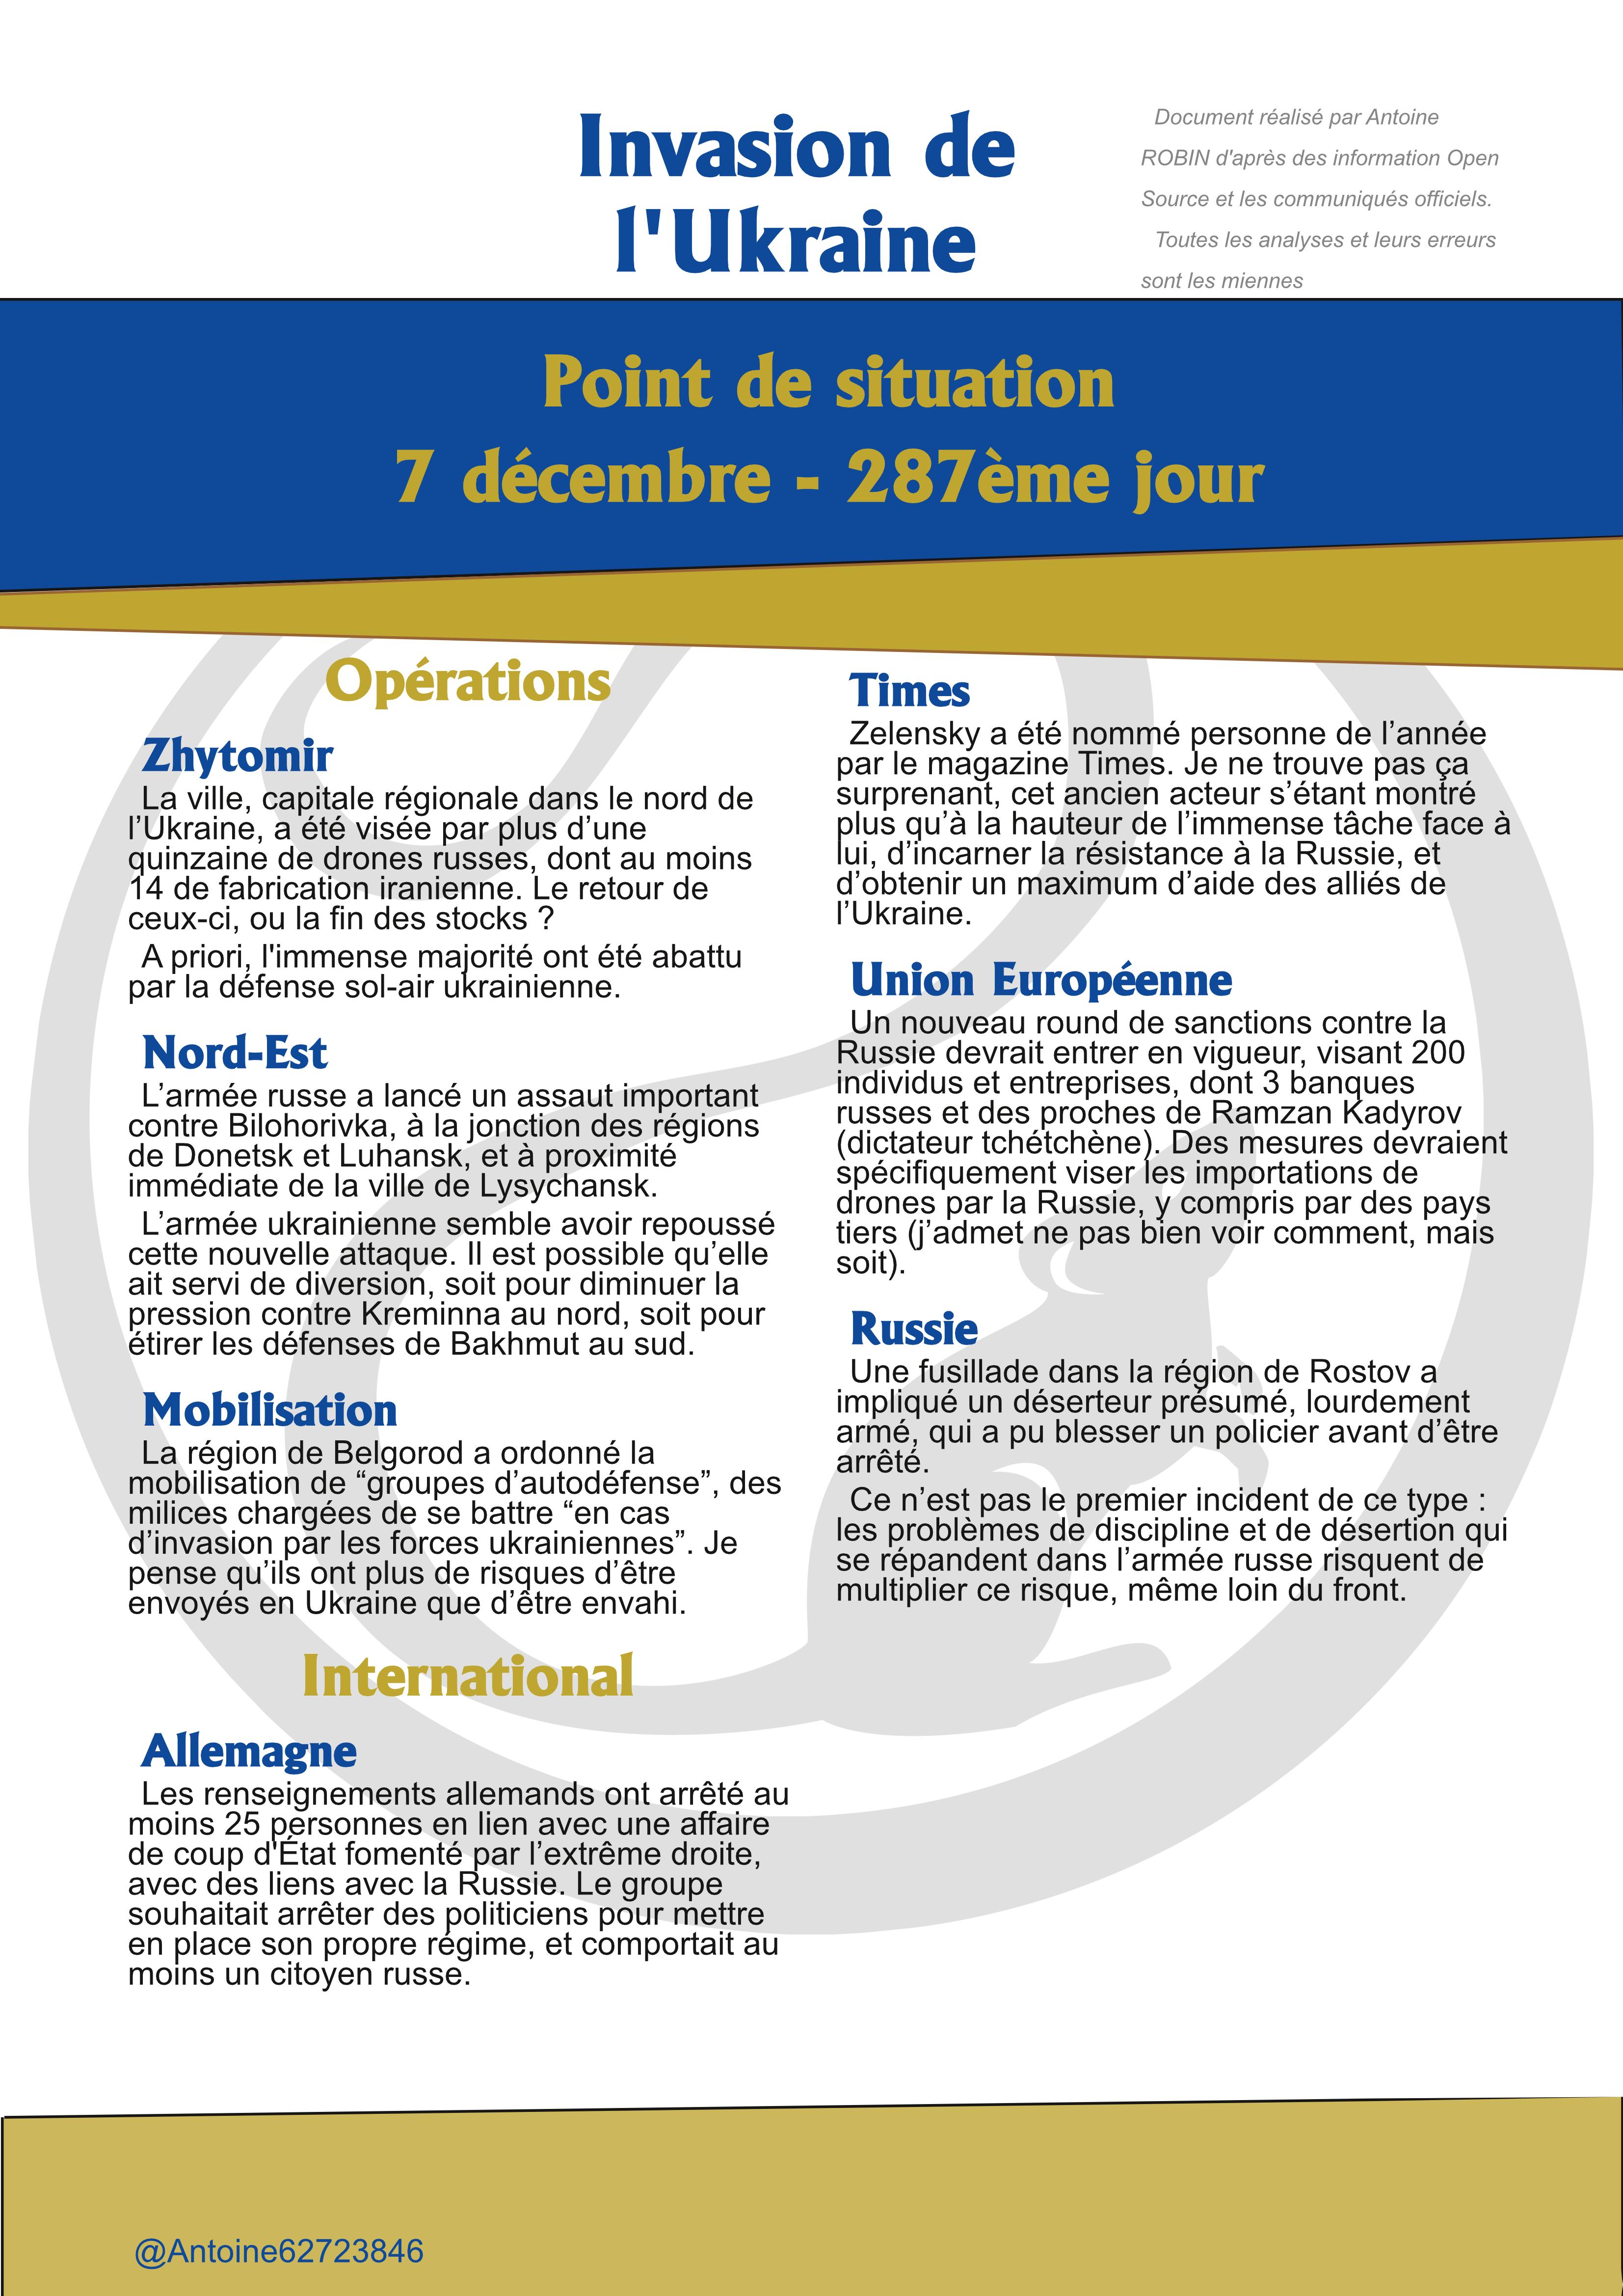 Invasion de
l'Ukraine
Document réalisé par Antoine
ROBIN d'après des information Open
Source et les communiqués officiels.
Toutes les analyses et leurs erreurs
sont les miennes
Point de situation
7 décembre - 287ème jour
Opérations
Zhytomir
La ville, capitale régionale dans le nord de
l’Ukraine, a été visée par plus d’une
quinzaine de drones russes, dont au moins
14 de fabrication iranienne. Le retour de
ceux-ci, ou la fin des stocks ?
A priori, l'immense majorité ont été abattu
par la défense sol-air ukrainienne.
Nord-Est
L’armée russe a lancé un assaut important
contre Bilohorivka, à la jonction des régions
de Donetsk et Luhansk, et à proximité
immédiate de la ville de Lysychansk.
L’armée ukrainienne semble avoir repoussé
cette nouvelle attaque. Il est possible qu’elle
ait servi de diversion, soit pour diminuer la
pression contre Kreminna au nord, soit pour
étirer les défenses de Bakhmut au sud.
Mobilisation
La région de Belgorod a ordonné la
mobilisation de “groupes d’autodéfense”, des
milices chargées de se battre “en cas
d’invasion par les forces ukrainiennes”. Je
pense qu’ils ont plus de risques d’être
envoyés en Ukraine que d’être envahi.
International
Allemagne
Les renseignements allemands ont arrêté au
moins 25 personnes en lien avec une affaire
de coup d'État fomenté par l’extrême droite,
avec des liens avec la Russie. Le groupe
souhaitait arrêter des politiciens pour mettre
en place son propre régime, et comportait au
moins un citoyen russe.
Times
Zelensky a été nommé personne de l’année
par le magazine Times. Je ne trouve pas ça
surprenant, cet ancien acteur s’étant montré
plus qu’à la hauteur de l’immense tâche face à
lui, d’incarner la résistance à la Russie, et
d’obtenir un maximum d’aide des alliés de
l’Ukraine.
Union Européenne
Un nouveau round de sanctions contre la
Russie devrait entrer en vigueur, visant 200
individus et entreprises, dont 3 banques
russes et des proches de Ramzan Kadyrov
(dictateur tchétchène). Des mesures devraient
spécifiquement viser les importations de
drones par la Russie, y compris par des pays
tiers (j’admet ne pas bien voir comment, mais
soit).
Russie
Une fusillade dans la région de Rostov a
impliqué un déserteur présumé, lourdement
armé, qui a pu blesser un policier avant d’être
arrêté.
Ce n’est pas le premier incident de ce type :
les problèmes de discipline et de désertion qui
se répandent dans l’armée russe risquent de
multiplier ce risque, même loin du front.
@Antoine62723846